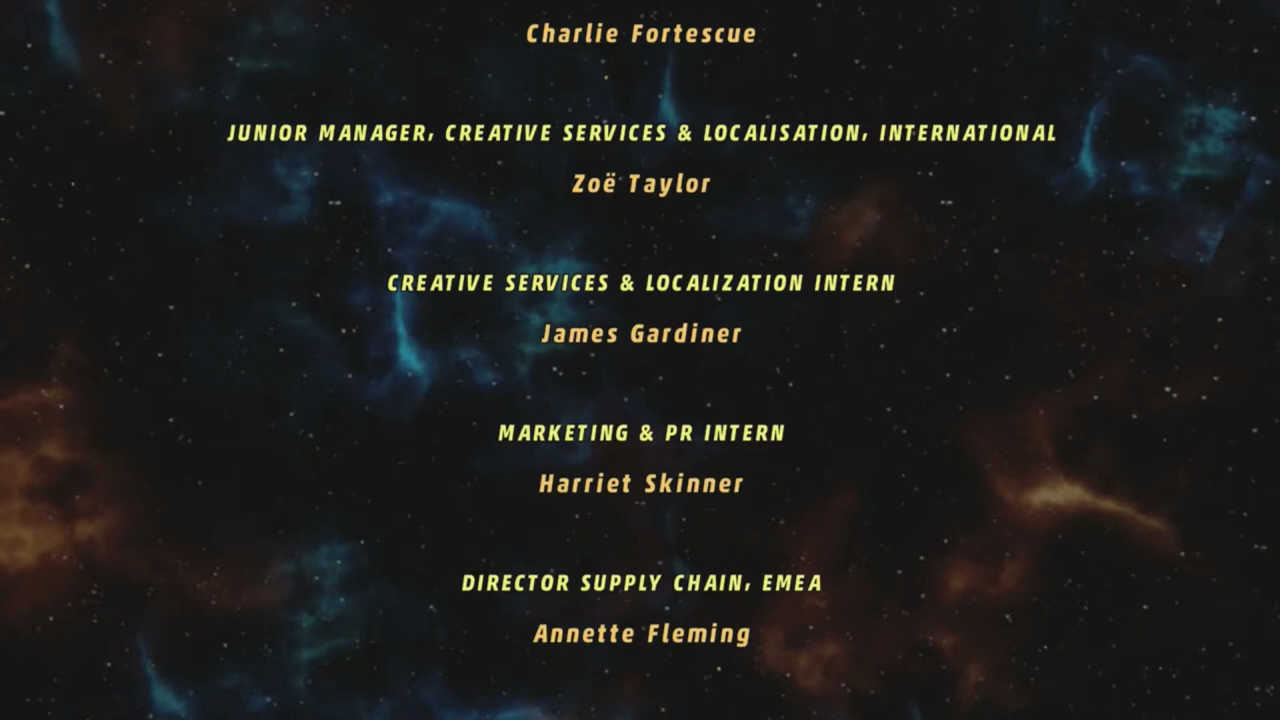 Charlie Fortescue
JUNIOR MANAGER, CREATIVE SERVICES & LOCALISATION, INTERNATIONAL
Zoë Taylor
CREATIVE SERVICES & LOCALIZATION INTERN
James Gardiner
MARKETING & PR INTERN
Harriet Skinner
DIRECTOR SUPPLY CHAIN, EMEA
Annette Fleming